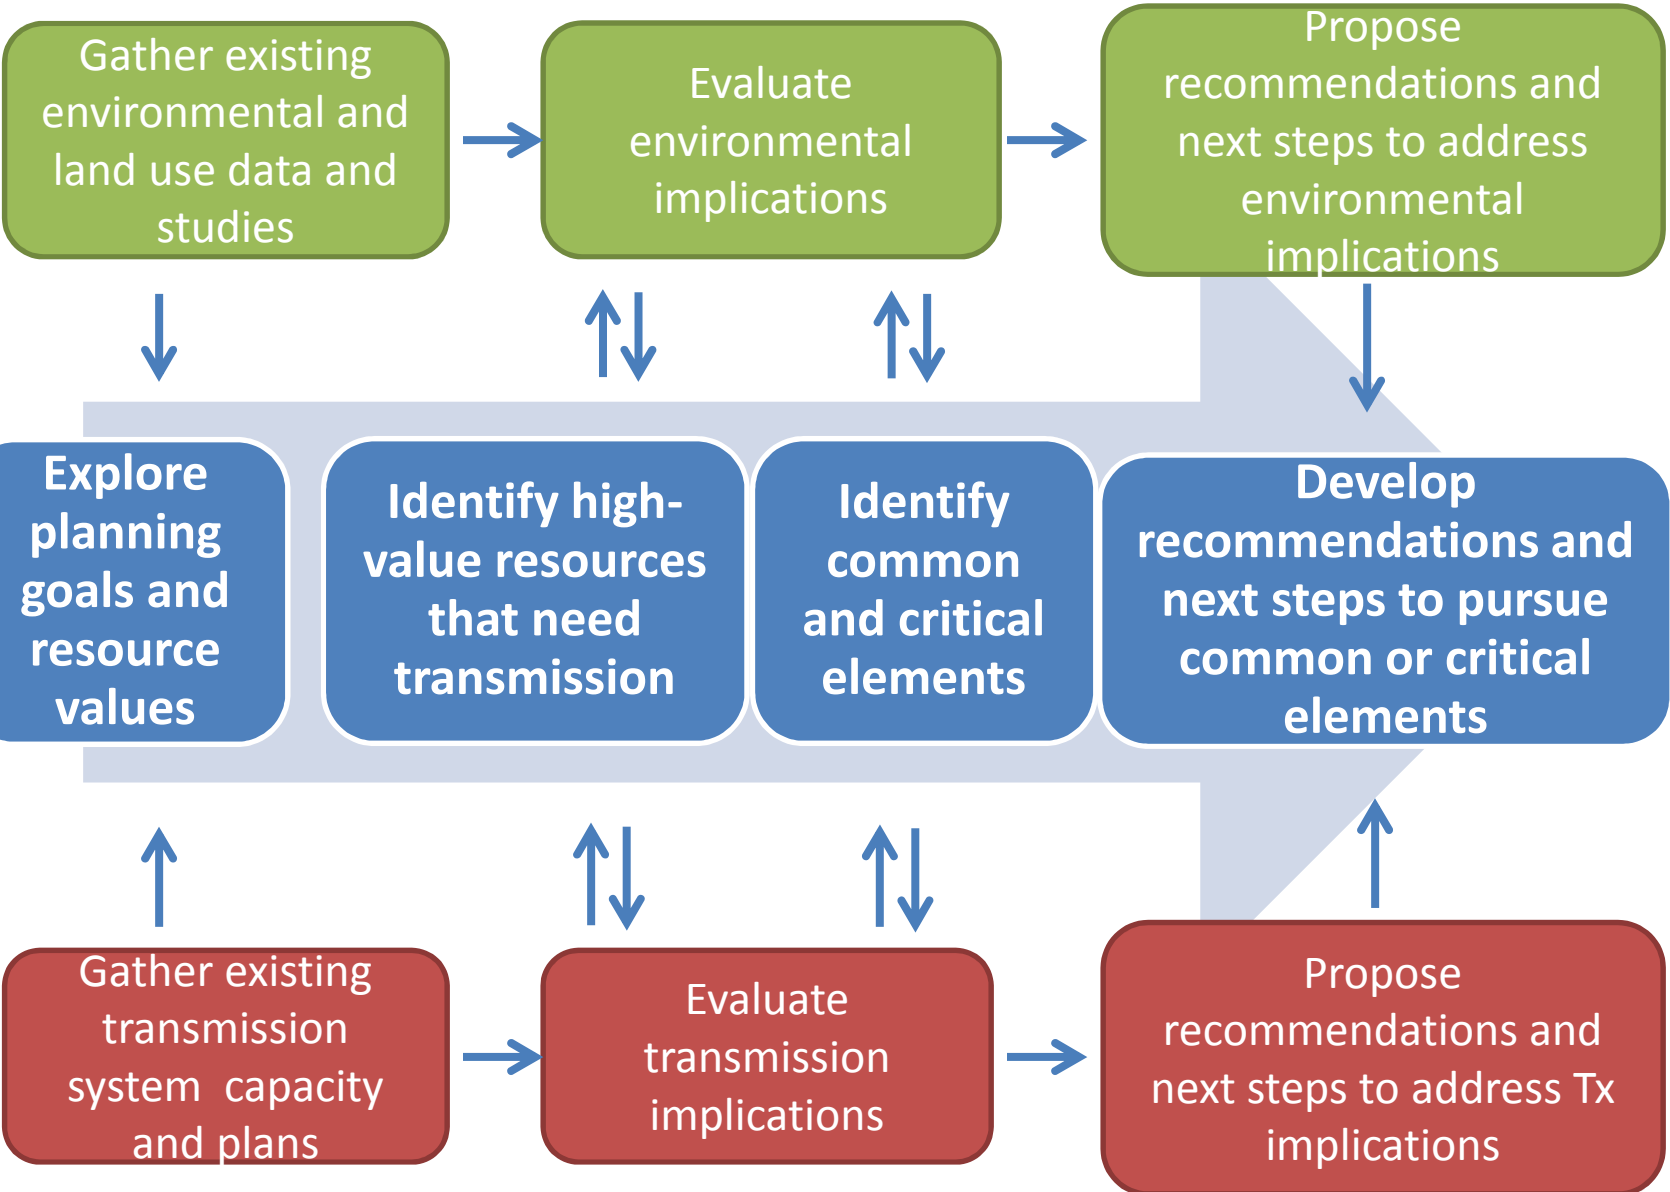 Gather existing
environmental and
land use data and
studies
Evaluate
environmental
implications
Propose
recommendations and
next steps to address
environmental
implications
Explore
planning
goals and
resource
values
Identify high-
value resources
that need
transmission
Identify
common
and critical
elements
Develop
recommendations and
next steps to pursue
common or critical
elements
Gather existing
transmission
system  capacity
and plans
Evaluate
transmission
implications
Propose
recommendations and
next steps to address Tx
implications